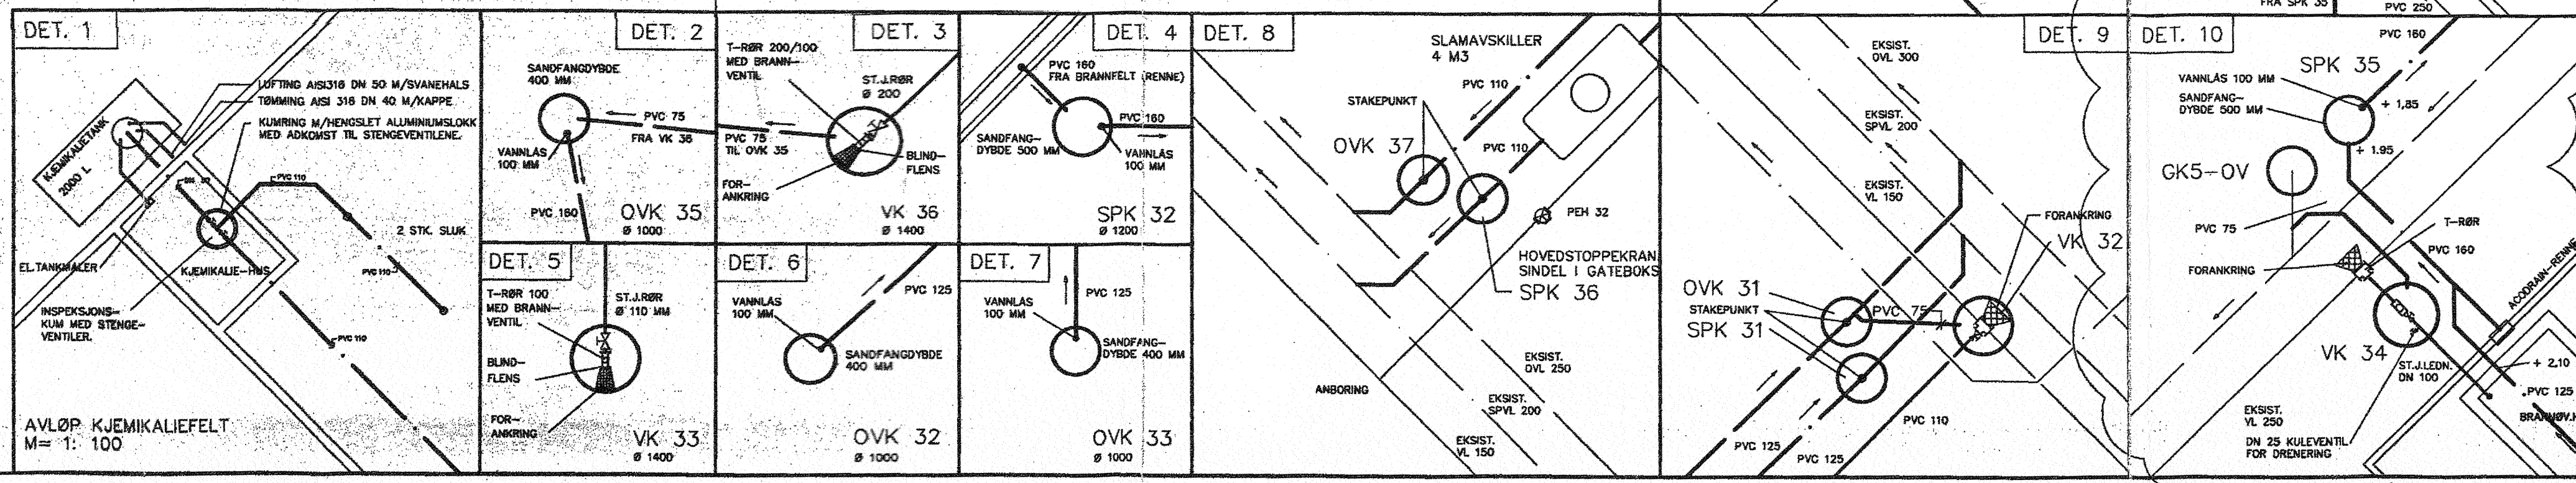 FRA SPK 35
PVC 250
DET. 1
LUFTING AISI316 DN 50 M/SVANEHALS
TØMMING AISI 316 DN 40 M/KAPPE
KUMRING M/HENGSLET ALUMINIUMSLOKK
MED ADKOMST TIL STENGEVENTILENE.
KJEMIKALIETANK
2000 L
PVC 110
2 STK. SLUK
EL.TANKMÅLER
KJEMIKALIE-HUS
PVC 110
INSPEKSJONS-
KUM MED STENGE-
VENTILER.
PVC 110
AVLØP KJEMIKALIEFELT
M= 1: 100
DET. 2
SANDFANGDYBDE
400 MM
PVC 75
FRA VK 36
VANNLÅS
100 MM
PVC 160
OVK 35
Ø 1000
DET. 3
T-RØR 200/100
MED BRANN-
VENTIL
ST.J.RØR
Ø 200
PVC 75
TIL OVK 35
BLIND-
FLENS
FOR-
ANKRING
VK 36
Ø 1400
DET. 4
PVC 160
FRA BRANNFELT (RENNE)
PVC 160
SANDFANG-
DYBDE 500 MM
VANNLÅS
100 MM
SPK 32
Ø 1200
DET. 5
T-RØR 100
MED BRANN-
VENTIL
ST.J.RØR
Ø 110 MM
BLIND-
FLENS
FOR-
ANKRING
VK 33
Ø 1400
DET. 6
VANNLÅS
100 MM
PVC 125
SANDFANGDYBDE
400 MM
OVK 32
Ø 1000
DET. 7
VANNLÅS
100 MM
PVC 125
SANDFANG-
DYBDE 400 MM
OVK 33
Ø 1000
DET. 8
SLAMAVSKILLER
4 M3
PVC 110
STAKEPUNKT
OVK 37
PVC 110
PEH 32
HOVEDSTOPPEKRAN
SINDEL I GATEBOKS
SPK 36
ANBORING
EKSIST.
OVL 250
EKSIST.
SPVL 200
EKSIST.
VL 150
DET. 9
EKSIST.
OVL 300
EKSIST.
SPVL 200
EKSIST.
VL 150
FORANKRING
VK 32
OVK 31
STAKEPUNKT
SPK 31
PVC 75
PVC 110
PVC 125
PVC 125
DET. 10
PVC 160
SPK 35
VANNLÅS 100 MM
SANDFANG-
DYBDE 500 MM
+ 1.85
+ 1.95
GK5-OV
PVC 75
T-RØR
PVC 160
FORANKRING
ACODRAIN-RENNE
VK 34
ST.J.LEDN.
DN 100
+ 2.10
PVC 125
EKSIST.
VL 250
DN 25 KULEVENTIL
FOR DRENERING